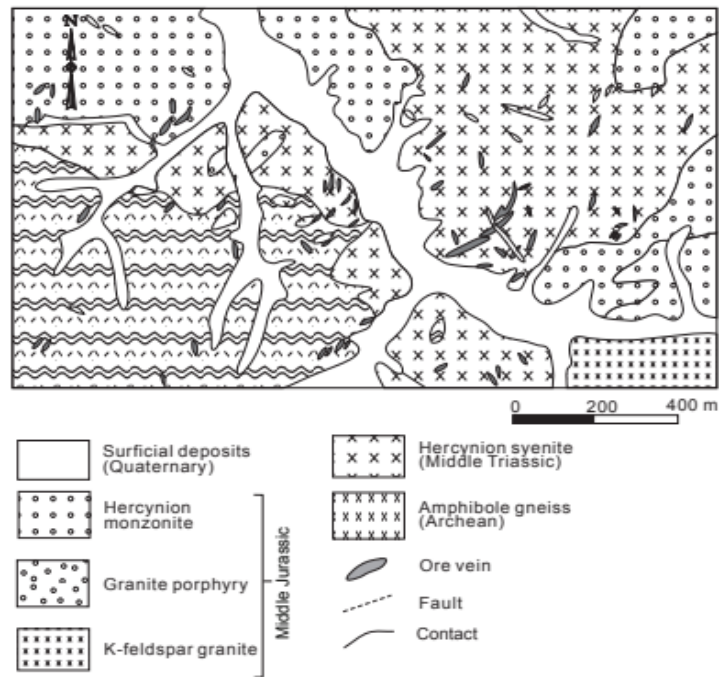 N
0 200 400 m
Surficial deposits
(Quaternary)
Hercynion
monzonite
Granite porphyry
K-feldspar granite
Middle Jurassic
Hercynion syenite
(Middle Triassic)
Amphibole gneiss
(Archean)
Ore vein
Fault
Contact